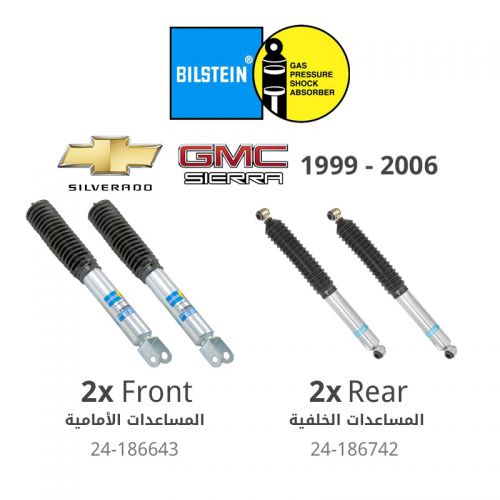 BILSTEIN
GAS
PRESSURE
SHOCK
ABSORBER
SILVERADO
GMC
SIERRA
1999 - 2006
2x Front
2x Rear
المساعدات الأمامية
المساعدات الخلفية
24-186643
24-186742